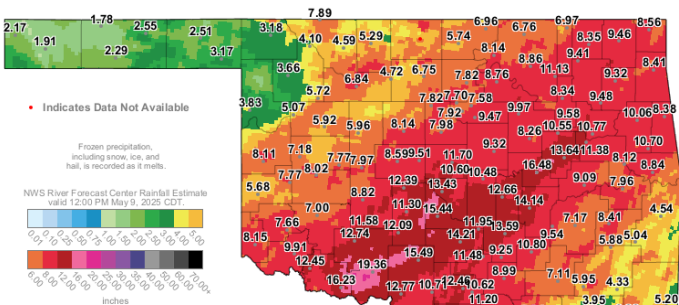 7.89
2.17 1.78 2.55 2.51 3.18 6.96 6.76 6.97 8.56
1.91 2.29 3.17 4.10 4.59 5.29 5.74 8.14 8.35 9.46
3.66 6.84 4.72 6.75 7.82 8.76 8.86 11.13 9.41 9.32 8.41
3.83 5.07 5.72 7.82 7.70 7.58 8.34 9.48
5.92 5.96 8.14 7.92 7.98 9.47 9.97 9.58 10.06 8.38
• Indicates Data Not Available
8.26 10.55 10.77
Frozen precipitation,
including snow, ice, and
hail, is recorded as it melts.
8.11 7.18 7.77 7.97 8.59 9.51 11.70 9.32 13.64 11.38 10.70
7.77 8.02 10.60 10.48 16.48 8.12 8.84
5.68 8.82 12.39 13.43 12.66 9.09 7.96
NWS River Forecast Center Rainfall Estimate
valid 12:00 PM May 9, 2025 CDT.
7.00 11.30 15.44 14.14 4.54
7.66 11.58 12.09 11.95 13.59 7.17 8.41
8.15 12.74 14.21 9.54 5.88 5.04
0.01 0.10 0.25 0.50 0.75 1.00 1.50 2.00 2.50 3.00 4.00 5.00
9.91 15.49 11.48 9.25 10.80
12.45 19.36 8.99 7.11 5.95 4.33
16.23 12.77 10.71 12.46 10.62
11.20 3.95 5.20
6.00 8.00 12.00 16.00 20.00 25.00 30.00 35.00 40.00 50.00 60.00 70.00+
inches